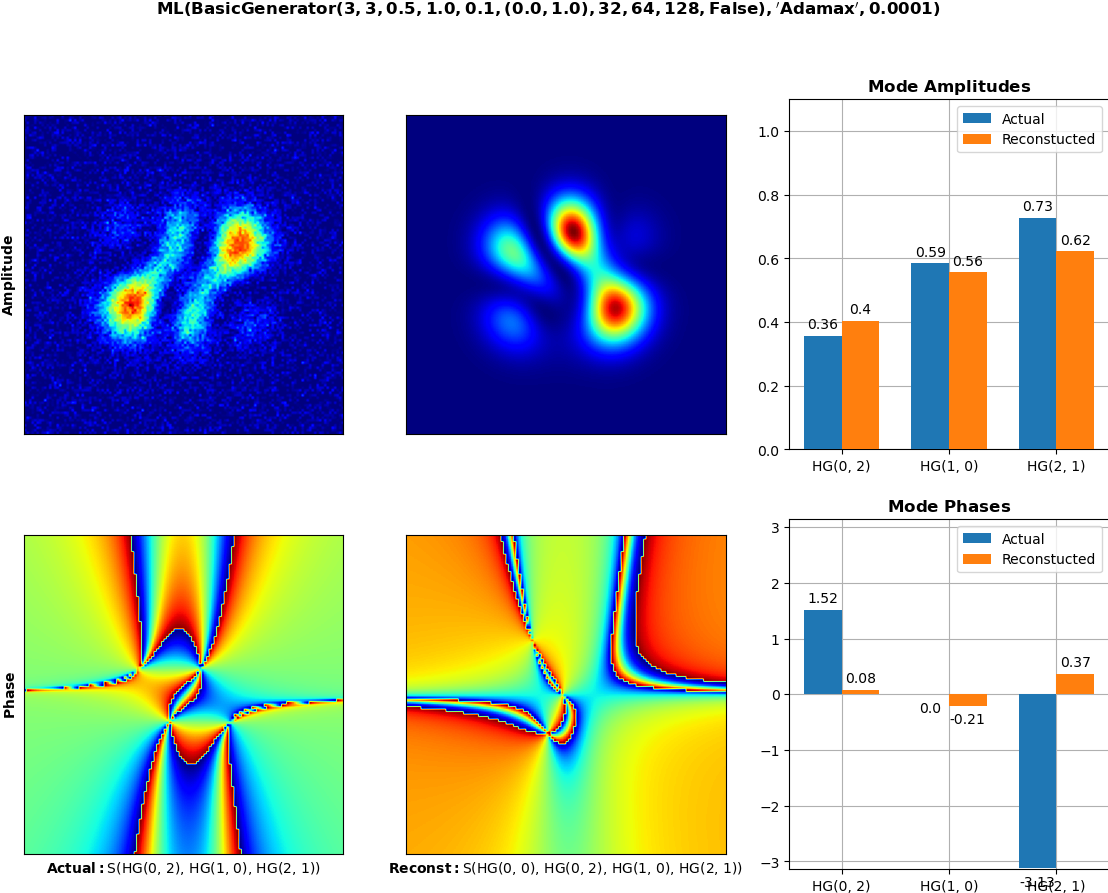 ML(BasicGenerator(3, 3, 0.5, 1.0, 0.1, (0.0, 1.0), 32, 64, 128, False), ′Adamax′, 0.0001)
Amplitude
Mode Amplitudes
Actual
Reconstucted
1.0
0.8
0.6
0.4
0.2
0.0
0.36
0.4
0.59
0.56
0.73
0.62
HG(0, 2)
HG(1, 0)
HG(2, 1)
Phase
Actual: S(HG(0, 2), HG(1, 0), HG(2, 1))
Reconst: S(HG(0, 0), HG(0, 2), HG(1, 0), HG(2, 1))
Mode Phases
Actual
Reconstucted
3
2
1
0
−1
−2
−3
1.52
0.08
0.0
-0.21
0.37
-3.13
HG(0, 2)
HG(1, 0)
HG(2, 1)